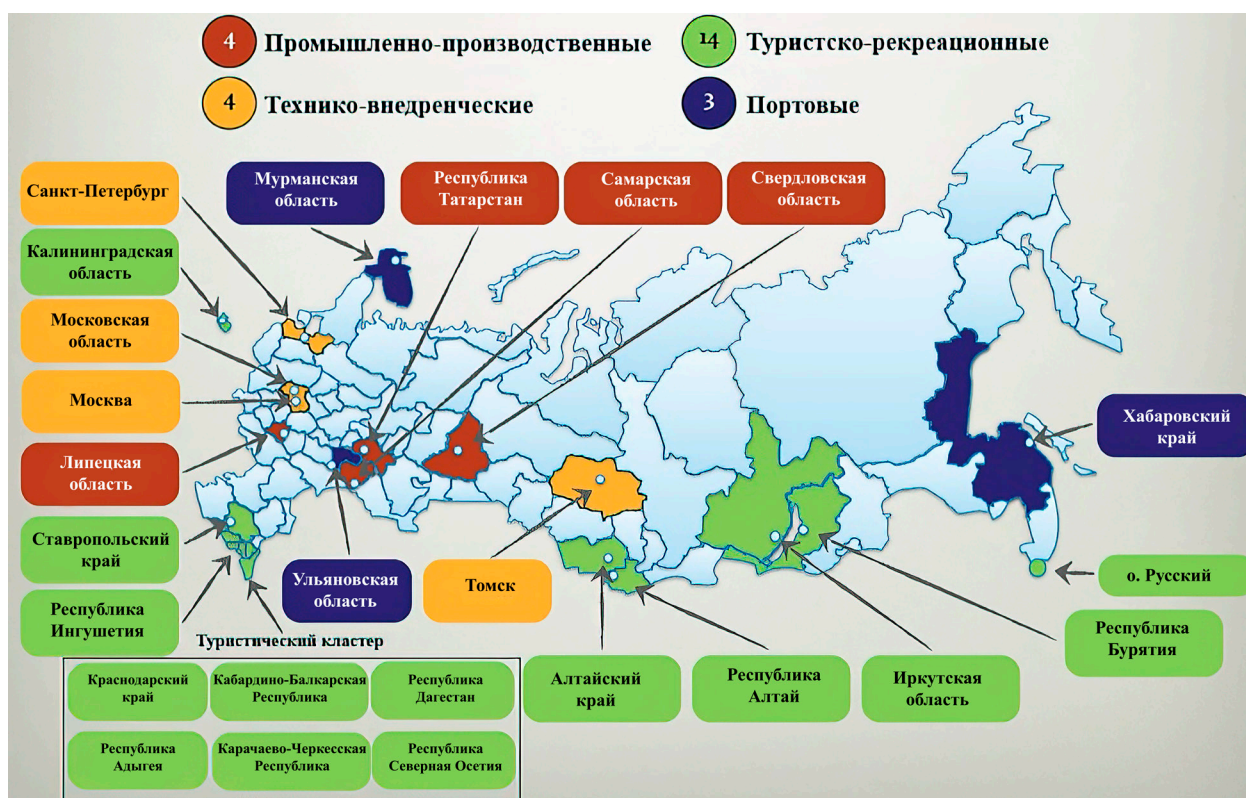 4 Промышленно-производственные
14 Туристско-рекреационные
4 Технико-внедренческие
3 Портовые
Санкт-Петербург
Мурманская
область
Республика
Татарстан
Самарская
область
Свердловская
область
Калининградская
область
Московская
область
Москва
Хабаровский
край
Липецкая
область
Ставропольский
край
Ульяновская
область
Томск
о. Русский
Республика
Ингушетия
Республика
Бурятия
Туристический кластер
Алтайский
край
Республика
Алтай
Иркутская
область
Краснодарский
край
Кабардино-Балкарская
Республика
Республика
Дагестан
Республика
Адыгея
Карачаево-Черкесская
Республика
Республика
Северная Осетия